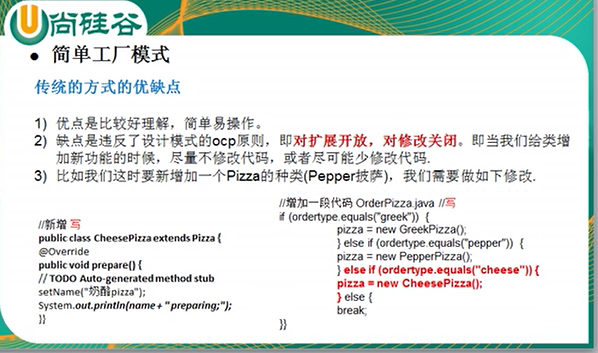 U尚硅谷
● 简单工厂模式
传统的方式的优缺点
1) 优点是比较好理解，简单易操作。
2) 缺点是违反了设计模式的ocp原则，即对扩展开放，对修改关闭。即当我们给类增
加新功能的时候，尽量不修改代码，或者尽可能少修改代码.
3) 比如我们这时要新增加一个Pizza的种类(Pepper披萨)，我们需要做如下修改.
//新增 写
public class CheesePizza extends Pizza {
@Override
public void prepare() {
// TODO Auto-generated method stub
setName("奶酪pizza");
System.out.println(name + "preparing;");
}}
//增加一段代码 OrderPizza.java //写
if (ordertype.equals("greek")) {
pizza = new GreekPizza();
} else if (ordertype.equals("pepper")) {
pizza = new PepperPizza();
} else if (ordertype.equals("cheese")) {
pizza = new CheesePizza();
} else {
break;
}}